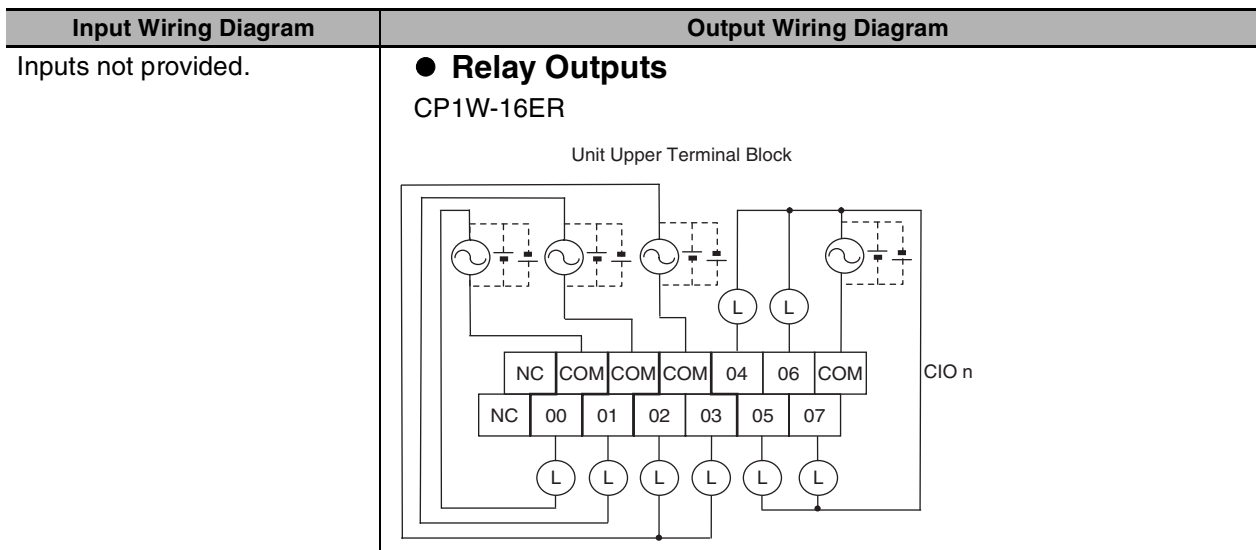 Input Wiring Diagram
Output Wiring Diagram
Inputs not provided.
● Relay Outputs
CP1W-16ER
Unit Upper Terminal Block
L L
NC COM COM COM 04 06 COM
CIO n
NC 00 01 02 03 05 07
L L L L L L